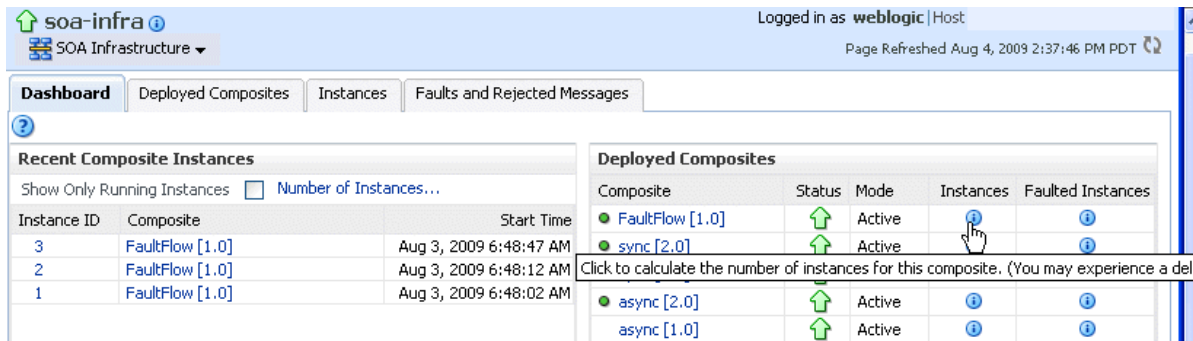 soa-infra
Logged in as weblogic|Host
SOA Infrastructure
Page Refreshed Aug 4, 2009 2:37:46 PM PDT
Dashboard Deployed Composites Instances Faults and Rejected Messages
Recent Composite Instances
Show Only Running Instances Number of Instances...
Instance ID Composite Start Time
3 FaultFlow [1.0] Aug 3, 2009 6:48:47 AM
2 FaultFlow [1.0] Aug 3, 2009 6:48:12 AM
1 FaultFlow [1.0] Aug 3, 2009 6:48:02 AM
Deployed Composites
Composite Status Mode Instances Faulted Instances
FaultFlow [1.0] Active
sync [2.0] Active
Click to calculate the number of instances for this composite. (You may experience a del
async [2.0] Active
async [1.0] Active